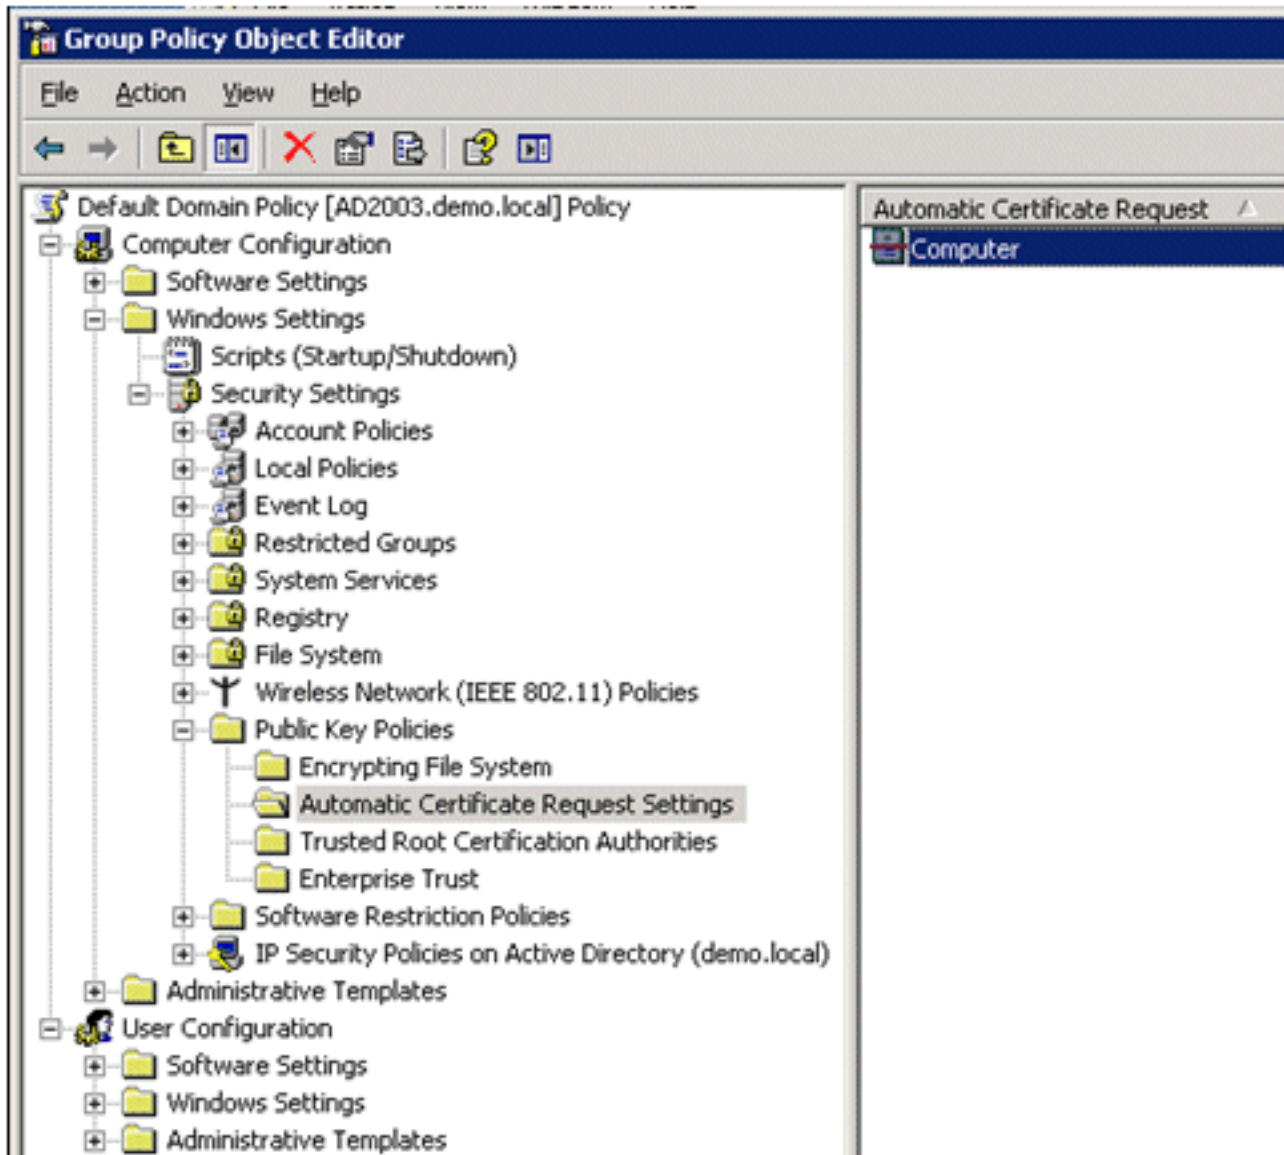 Group Policy Object Editor
File Action View Help
Default Domain Policy [AD2003.demo.local] Policy
Computer Configuration
Software Settings
Windows Settings
Scripts (Startup/Shutdown)
Security Settings
Account Policies
Local Policies
Event Log
Restricted Groups
System Services
Registry
File System
Wireless Network (IEEE 802.11) Policies
Public Key Policies
Encrypting File System
Automatic Certificate Request Settings
Trusted Root Certification Authorities
Enterprise Trust
Software Restriction Policies
IP Security Policies on Active Directory (demo.local)
Administrative Templates
User Configuration
Software Settings
Windows Settings
Administrative Templates
Automatic Certificate Request
Computer